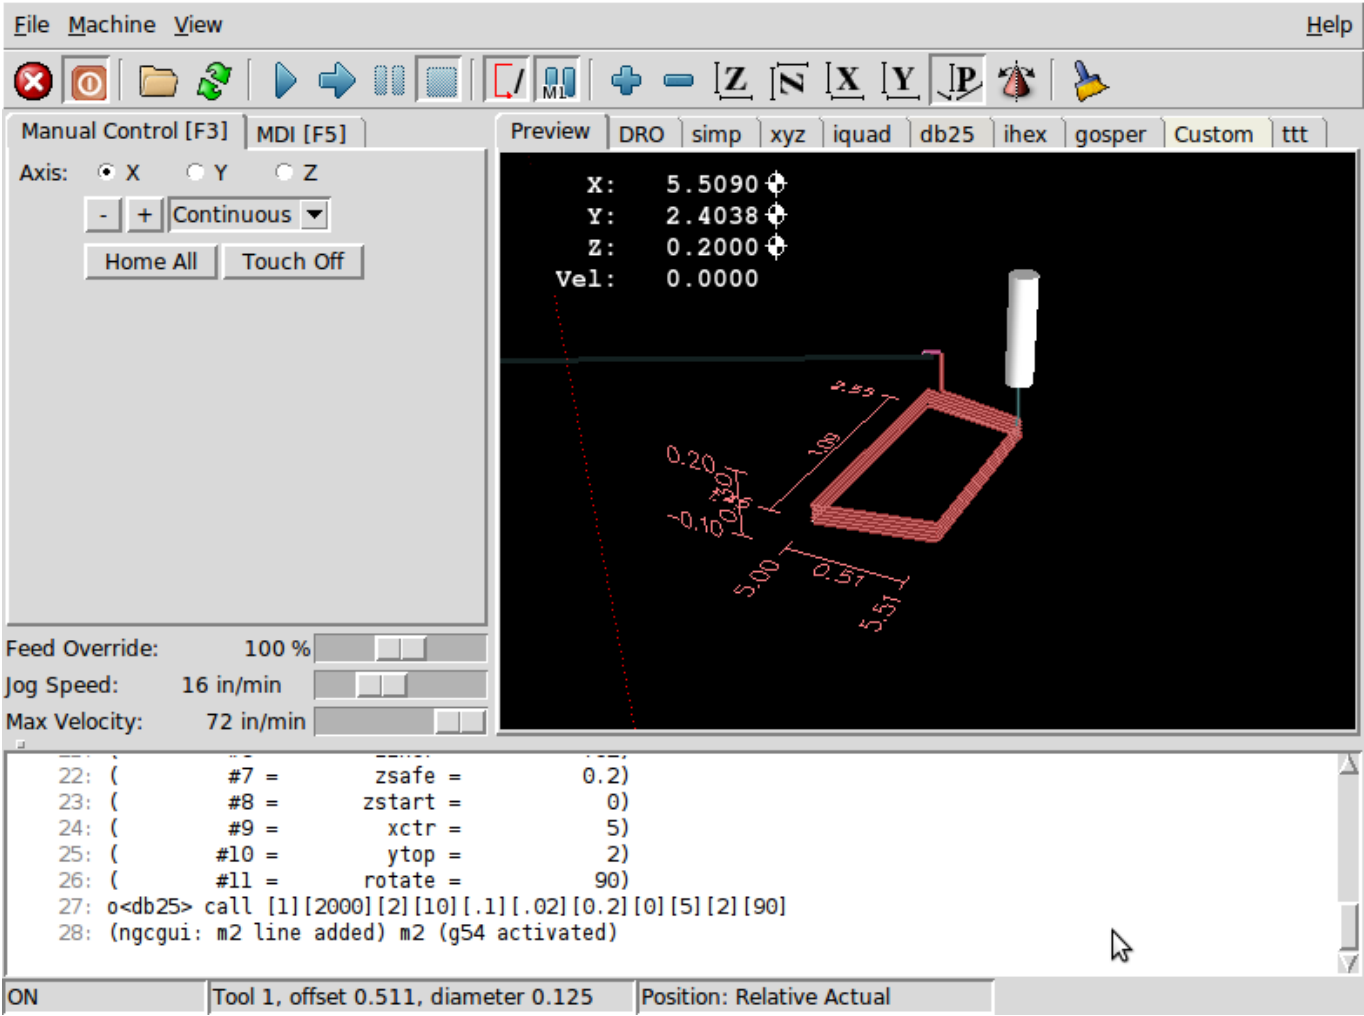 File Machine View Help
M1 Z N X Y P
Manual Control [F3] MDI [F5] Preview DRO simp xyz iquad db25 ihex gosper Custom ttt
Axis: X Y Z
- + Continuous
Home All Touch Off
X: 5.5090
Y: 2.4038
Z: 0.2000
Vel: 0.0000
2.59
1.09
0.20
-0.10
5.00
0.51
5.51
Feed Override: 100 %
Jog Speed: 16 in/min
Max Velocity: 72 in/min
22: ( #7 = zsafe = 0.2)
23: ( #8 = zstart = 0)
24: ( #9 = xctr = 5)
25: ( #10 = ytop = 2)
26: ( #11 = rotate = 90)
27: o<db25> call [1][2000][2][10][.1][.02][0.2][0][5][2][90]
28: (ngcgui: m2 line added) m2 (g54 activated)
ON Tool 1, offset 0.511, diameter 0.125 Position: Relative Actual